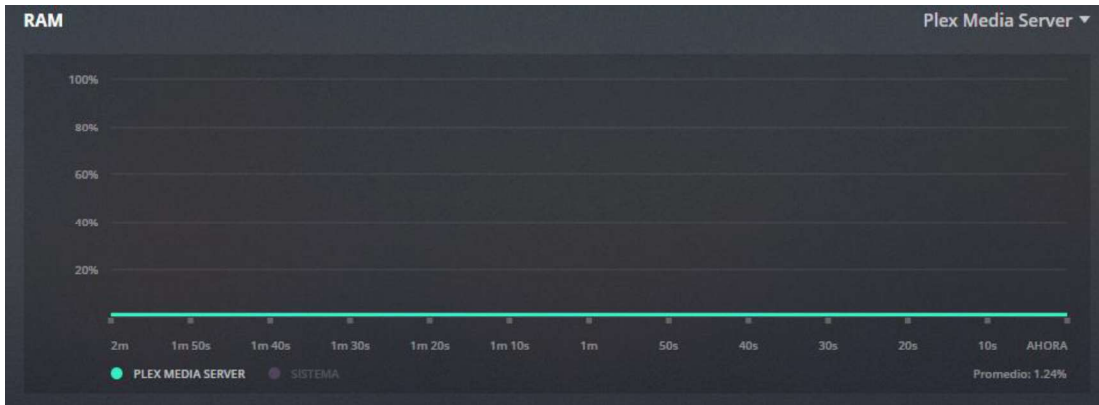 RAM Plex Media Server
100%
80%
60%
40%
20%
2m 1m 50s 1m 40s 1m 30s 1m 20s 1m 10s 1m 50s 40s 30s 20s 10s AHORA
PLEX MEDIA SERVER SISTEMA Promedio: 1.24%